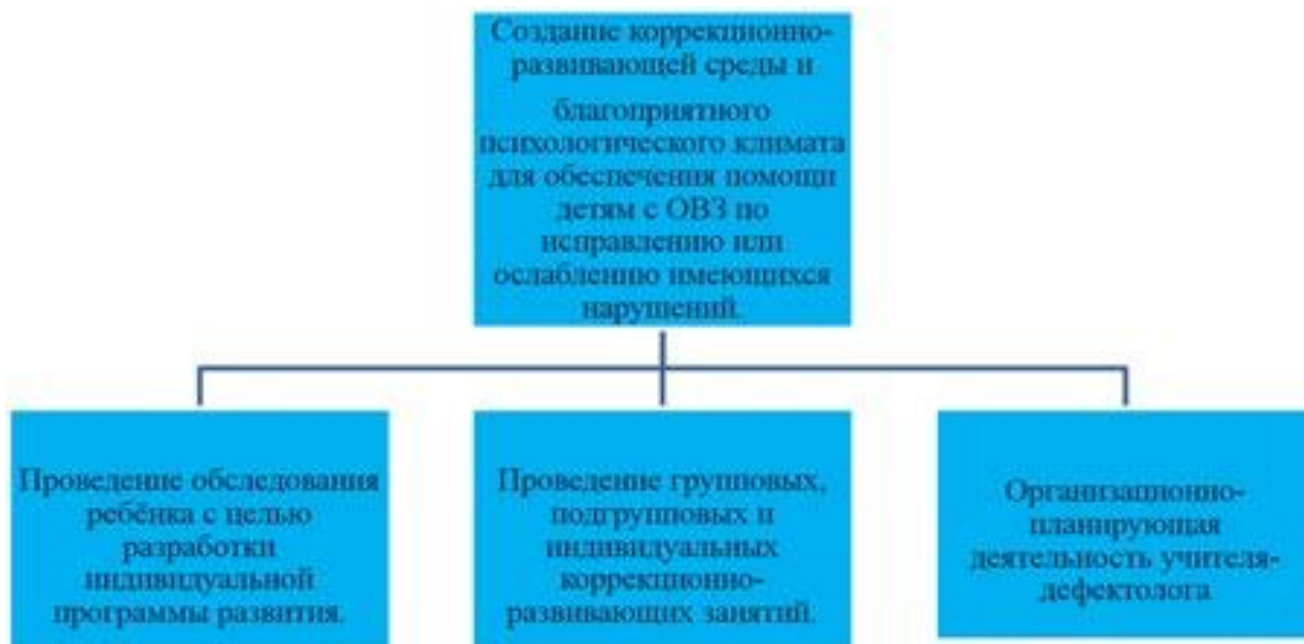 Создание коррекционно-
развивающей среды и
благоприятного
психологического климата
для обеспечения помощи
детям с ОВЗ по
исправлению или
ослаблению имеющихся
нарушений.
Проведение обследования
ребёнка с целью
разработки
индивидуальной
программы развития.
Проведение групповых,
подгрупповых и
индивидуальных
коррекционно-
развивающих занятий.
Организационно-
планирующая
деятельность учителя-
дефектолога